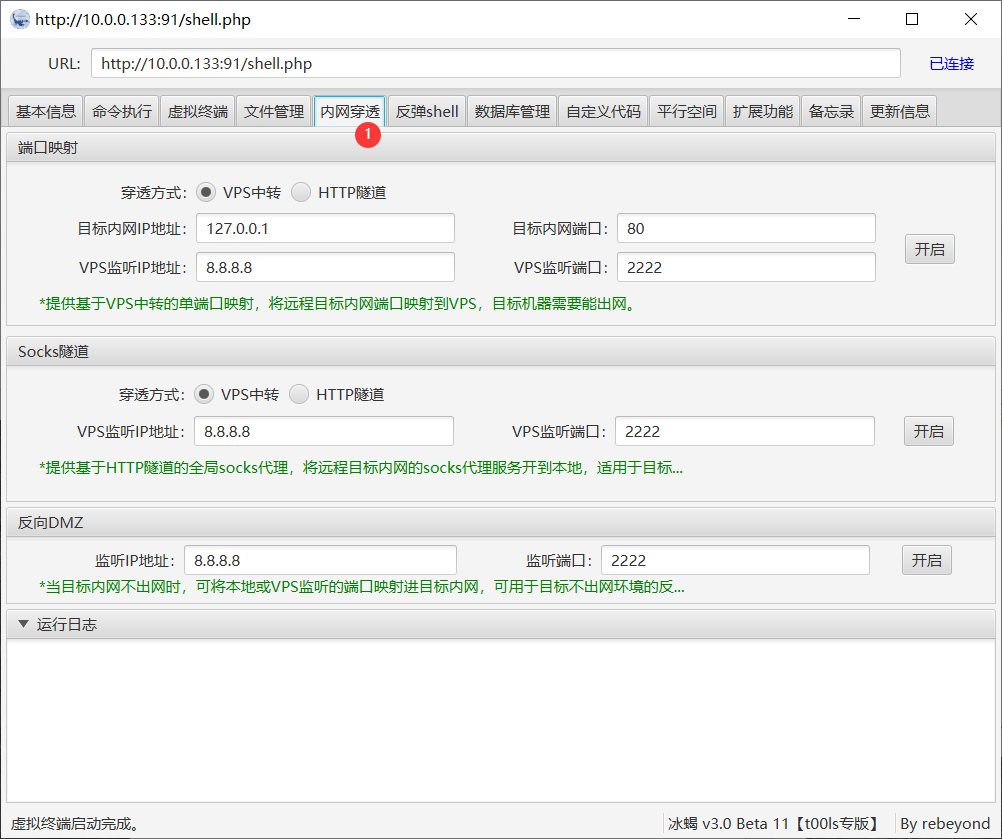 http://10.0.0.133:91/shell.php
URL: http://10.0.0.133:91/shell.php 已连接
基本信息 命令执行 虚拟终端 文件管理 内网穿透 反弹shell 数据库管理 自定义代码 平行空间 扩展功能 备忘录 更新信息
1
端口映射
穿透方式: VPS中转 HTTP隧道
目标内网IP地址: 127.0.0.1 目标内网端口: 80
开启
VPS监听IP地址: 8.8.8.8 VPS监听端口: 2222
*提供基于VPS中转的单端口映射，将远程目标内网端口映射到VPS，目标机器需要能出网。
Socks隧道
穿透方式: VPS中转 HTTP隧道
VPS监听IP地址: 8.8.8.8 VPS监听端口: 2222 开启
*提供基于HTTP隧道的全局socks代理，将远程目标内网的socks代理服务开到本地，适用于目标...
反向DMZ
监听IP地址: 8.8.8.8 监听端口: 2222 开启
*当目标内网不出网时，可将本地或VPS监听的端口映射进目标内网，可用于目标不出网环境的反...
运行日志
虚拟终端启动完成。 冰蝎 v3.0 Beta 11【t00ls专版】 By rebeyond